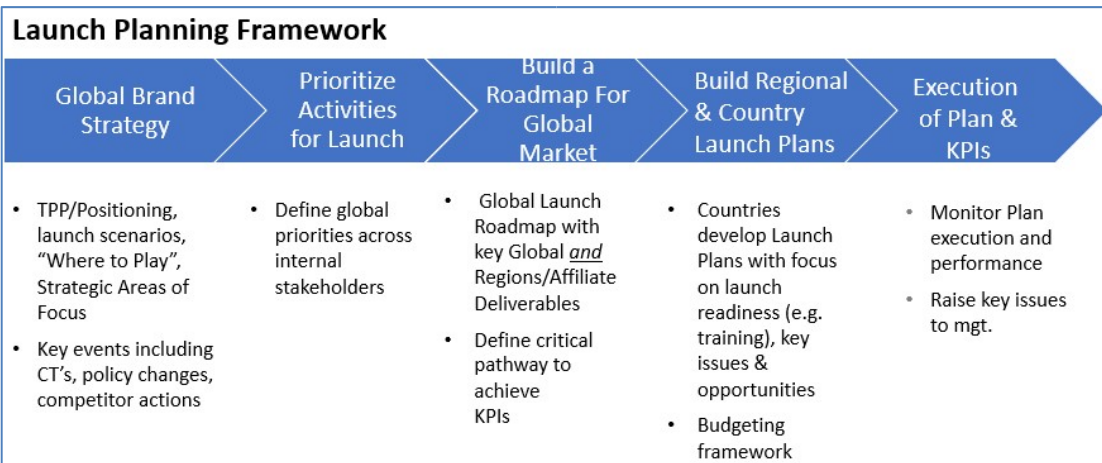 Launch Planning Framework
Global Brand
Strategy
Prioritize
Activities
for Launch
Build a
Roadmap For
Global
Market
Build Regional
& Country
Launch Plans
Execution
of Plan &
KPIs
• TPP/Positioning,
launch scenarios,
“Where to Play”,
Strategic Areas of
Focus
• Key events including
CT’s, policy changes,
competitor actions
• Define global
priorities across
internal
stakeholders
• Global Launch
Roadmap with
key Global and
Regions/Affiliate
Deliverables
• Define critical
pathway to
achieve
KPIs
• Countries
develop Launch
Plans with focus
on launch
readiness (e.g.
training), key
issues &
opportunities
• Budgeting
framework
• Monitor Plan
execution and
performance
• Raise key issues
to mgt.